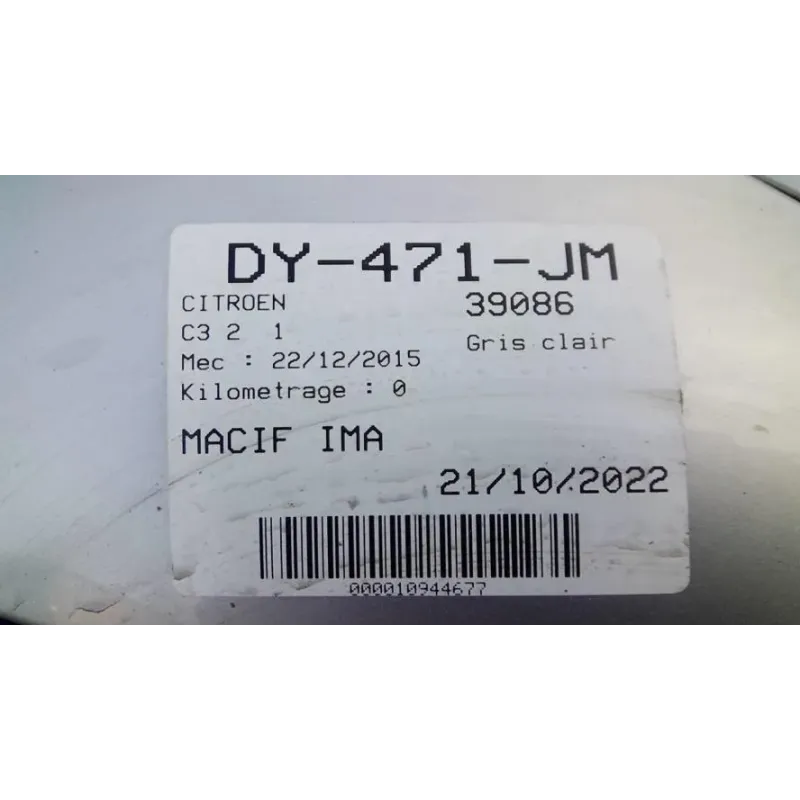 DY-471-JM
CITROEN 39086
C3 2 1
Gris clair
Mec : 22/12/2015
Kilometrage : 0
MACIF IMA
21/10/2022
000010944677